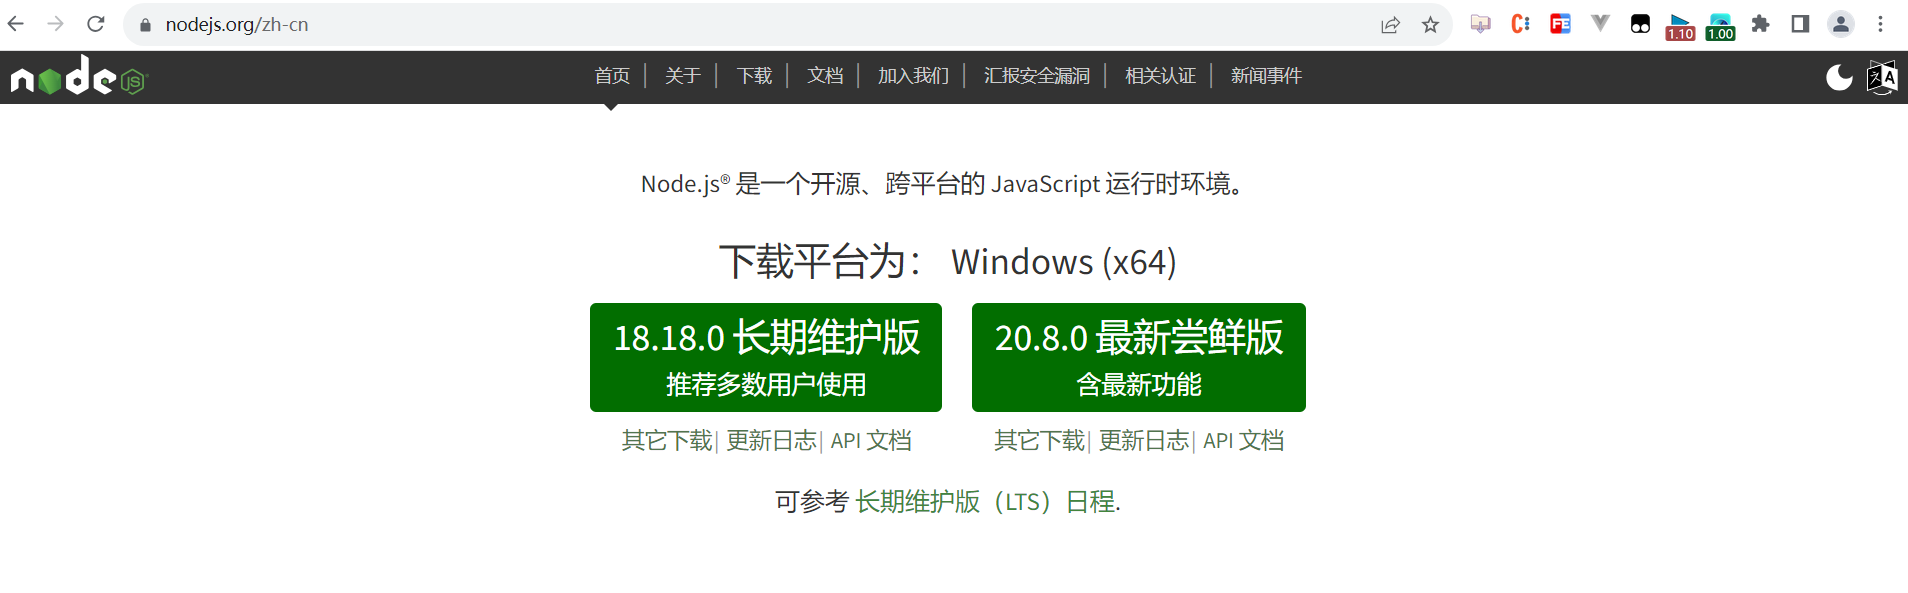 nodejs.org/zh-cn
1.10
1.00
node JS
首页 | 关于 | 下载 | 文档 | 加入我们 | 汇报安全漏洞 | 相关认证 | 新闻事件
Node.js® 是一个开源、跨平台的 JavaScript 运行时环境。
下载平台为： Windows (x64)
18.18.0 长期维护版
推荐多数用户使用
20.8.0 最新尝鲜版
含最新功能
其它下载| 更新日志| API 文档
其它下载| 更新日志| API 文档
可参考 长期维护版（LTS）日程.